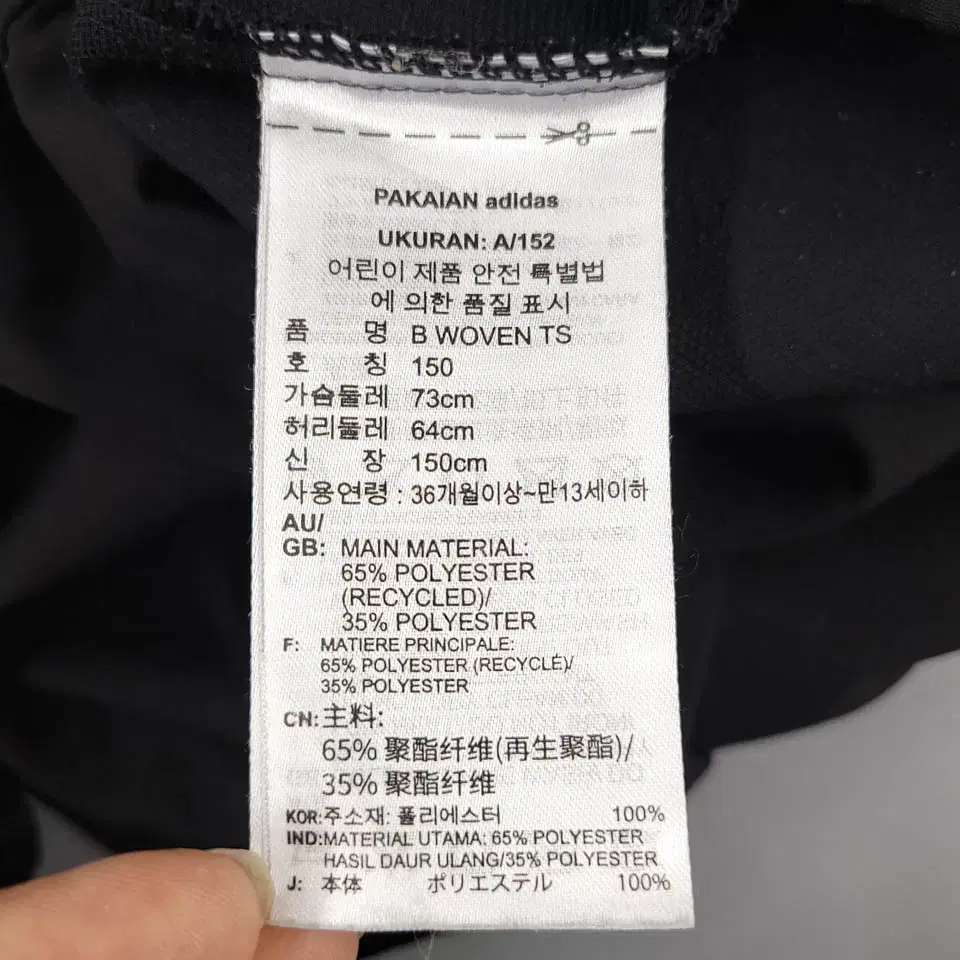 PAKAIAN adidas
UKURAN: A/152
어린이 제품 안전 특별법
에 의한 품질 표시
품 명 B WOVEN TS
호 칭 150
가슴둘레 73cm
허리둘레 64cm
신 장 150cm
사용연령 : 36개월이상~만13세이하
AU/
GB: MAIN MATERIAL:
65% POLYESTER
(RECYCLED)/
35% POLYESTER
F: MATIERE PRINCIPALE:
65% POLYESTER (RECYCLÉ)/
35% POLYESTER
CN:主料:
65% 聚酯纤维(再生聚酯)/
35% 聚酯纤维
KOR:주소재: 폴리에스터 100%
IND:MATERIAL UTAMA: 65% POLYESTER
HASIL DAUR ULANG/35% POLYESTER
J: 本体 ポリエステル 100%